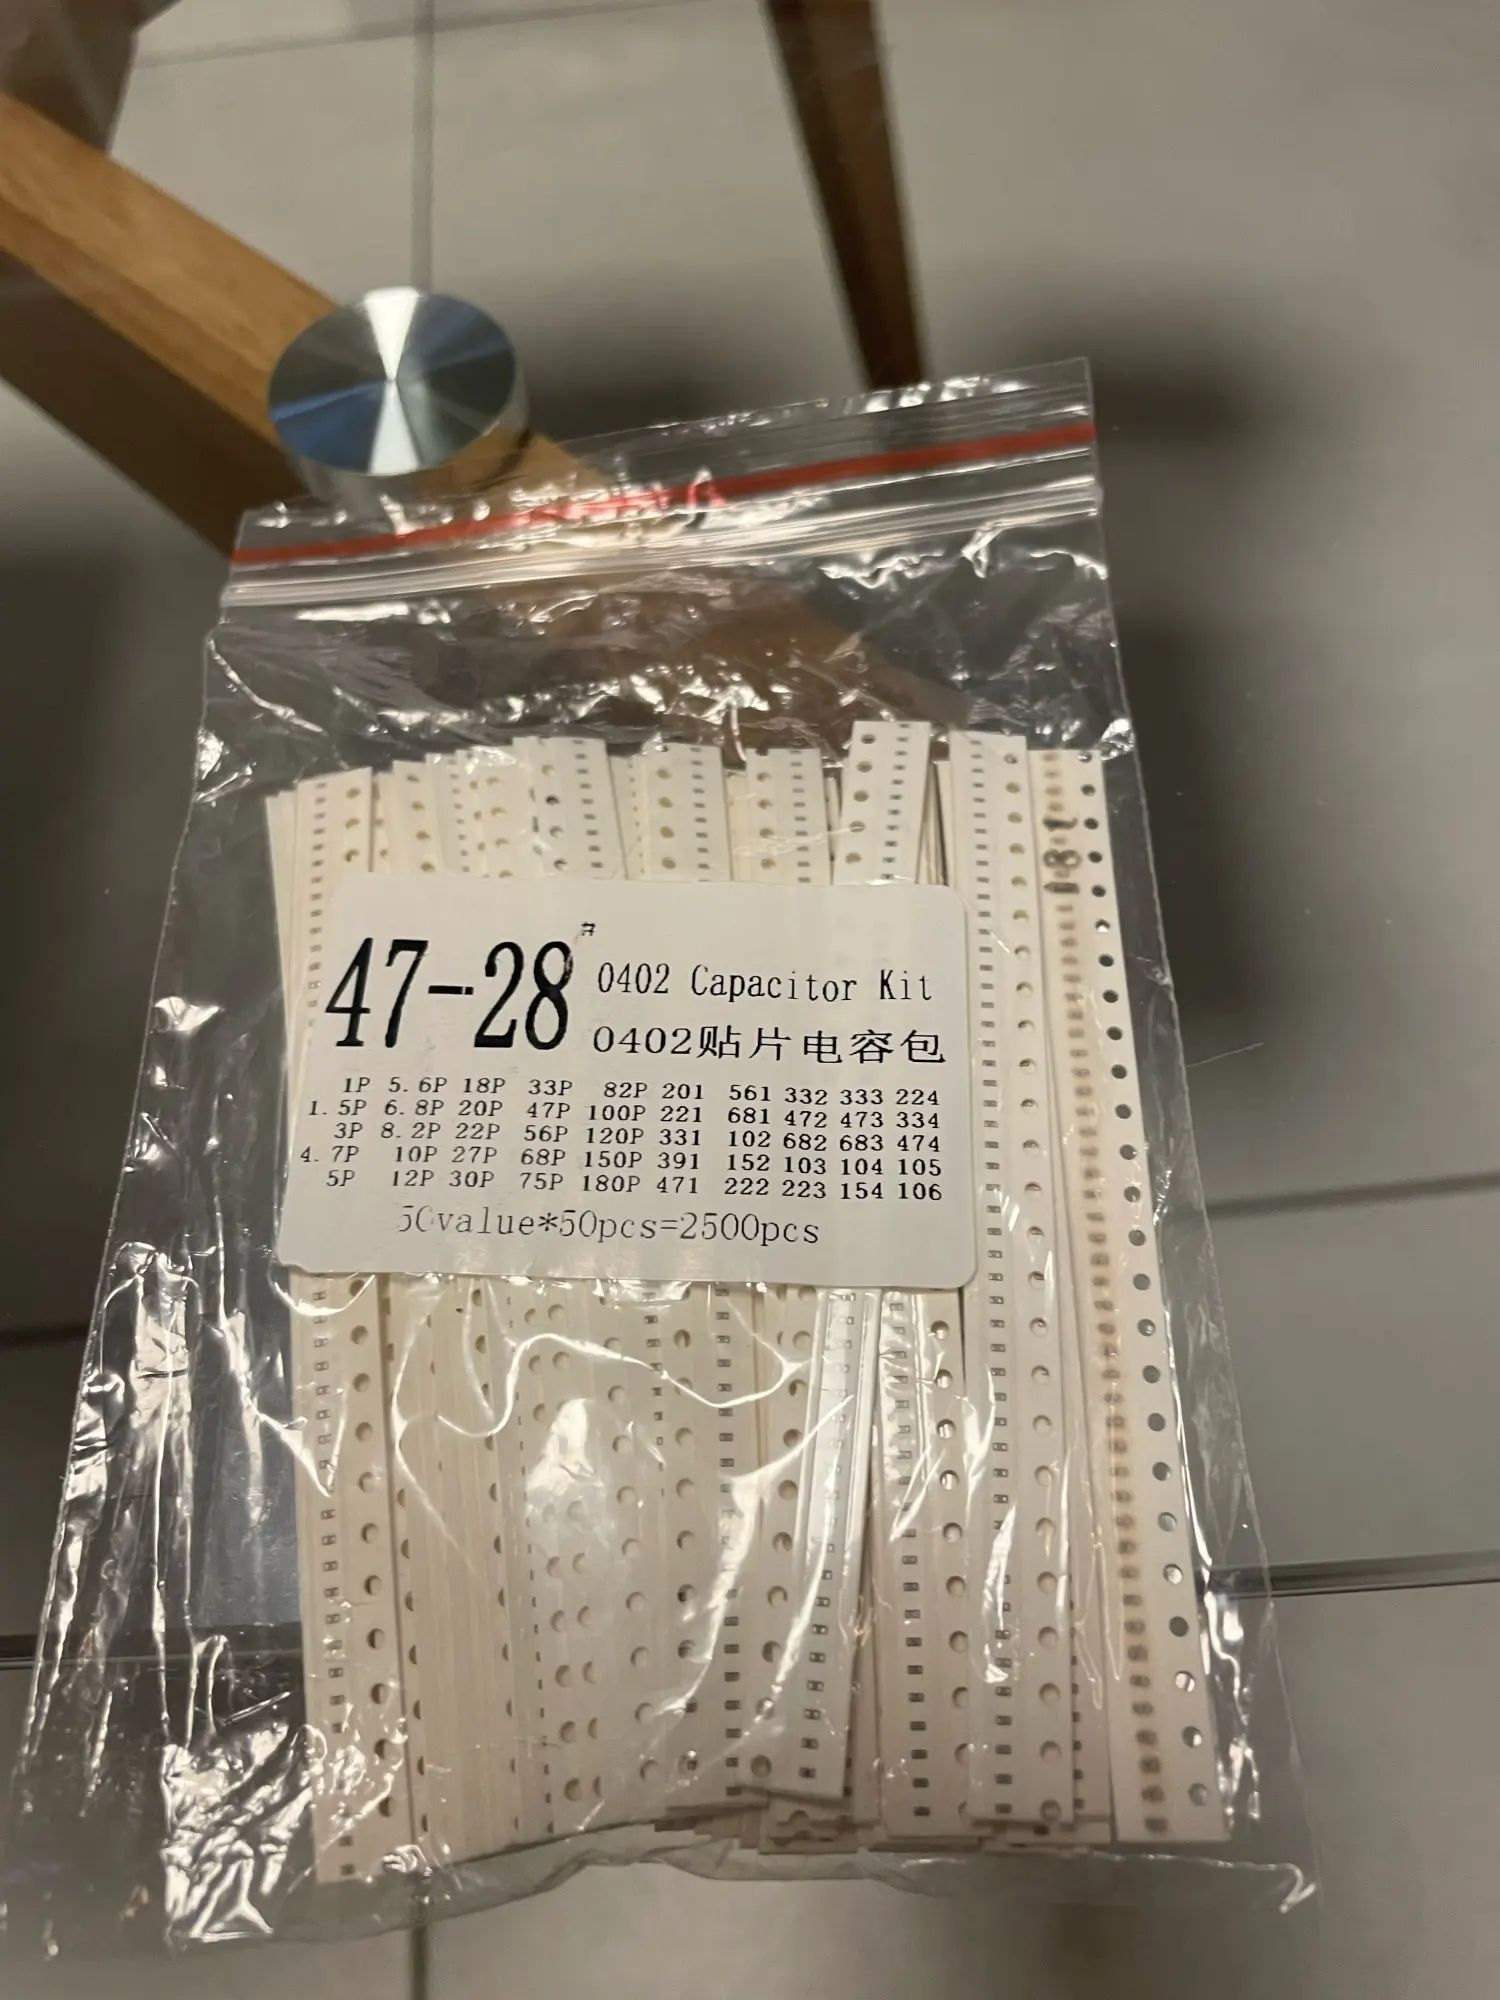 181
47--28#
0402 Capacitor Kit
0402贴片电容包
1P 5.6P 18P 33P 82P 201 561 332 333 224
1.5P 6.8P 20P 47P 100P 221 681 472 473 334
3P 8.2P 22P 56P 120P 331 102 682 683 474
4.7P 10P 27P 68P 150P 391 152 103 104 105
5P 12P 30P 75P 180P 471 222 223 154 106
50value*50pcs=2500pcs